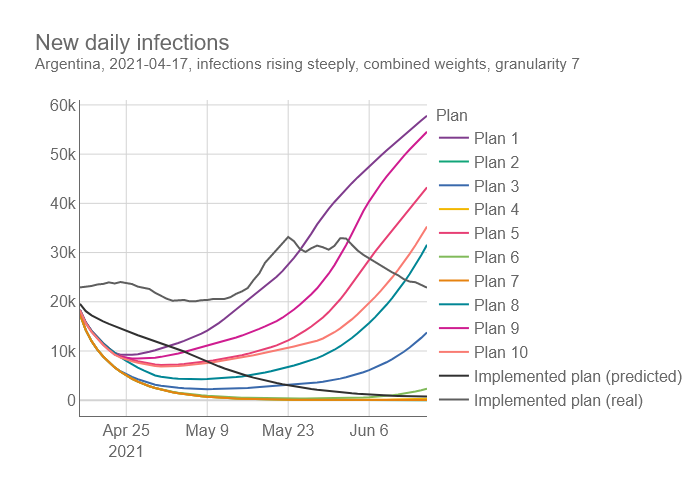 New daily infections
Argentina, 2021-04-17, infections rising steeply, combined weights, granularity 7
60k
50k
40k
30k
20k
10k
0
Apr 25
2021
May 9
May 23
Jun 6
Plan
Plan 1
Plan 2
Plan 3
Plan 4
Plan 5
Plan 6
Plan 7
Plan 8
Plan 9
Plan 10
Implemented plan (predicted)
Implemented plan (real)